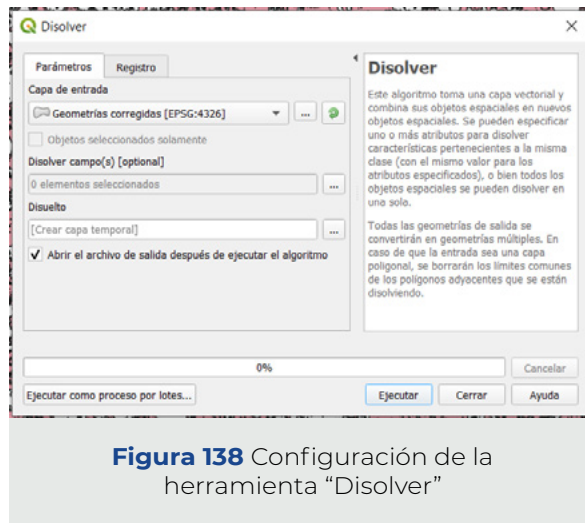 Disolver
Parámetros
Registro
Capa de entrada
Geometrías corregidas [EPSG:4326]
...
Objetos seleccionados solamente
Disolver campo(s) [optional]
0 elementos seleccionados
...
Disuelto
[Crear capa temporal]
...
Abrir el archivo de salida después de ejecutar el algoritmo
Disolver
Este algoritmo toma una capa vectorial y
combina sus objetos espaciales en nuevos
objetos espaciales. Se pueden especificar
uno o más atributos para disolver
características pertenecientes a la misma
clase (con el mismo valor para los
atributos especificados), o bien todos los
objetos espaciales se pueden disolver en
una solo.
Todas las geometrías de salida se
convertirán en geometrías múltiples. En
caso de que la entrada sea una capa
poligonal, se borrarán los límites comunes
de los polígonos adyacentes que se están
disolviendo.
0%
Cancelar
Ejecutar como proceso por lotes...
Ejecutar
Cerrar
Ayuda
Figura 138 Configuración de la
herramienta “Disolver”